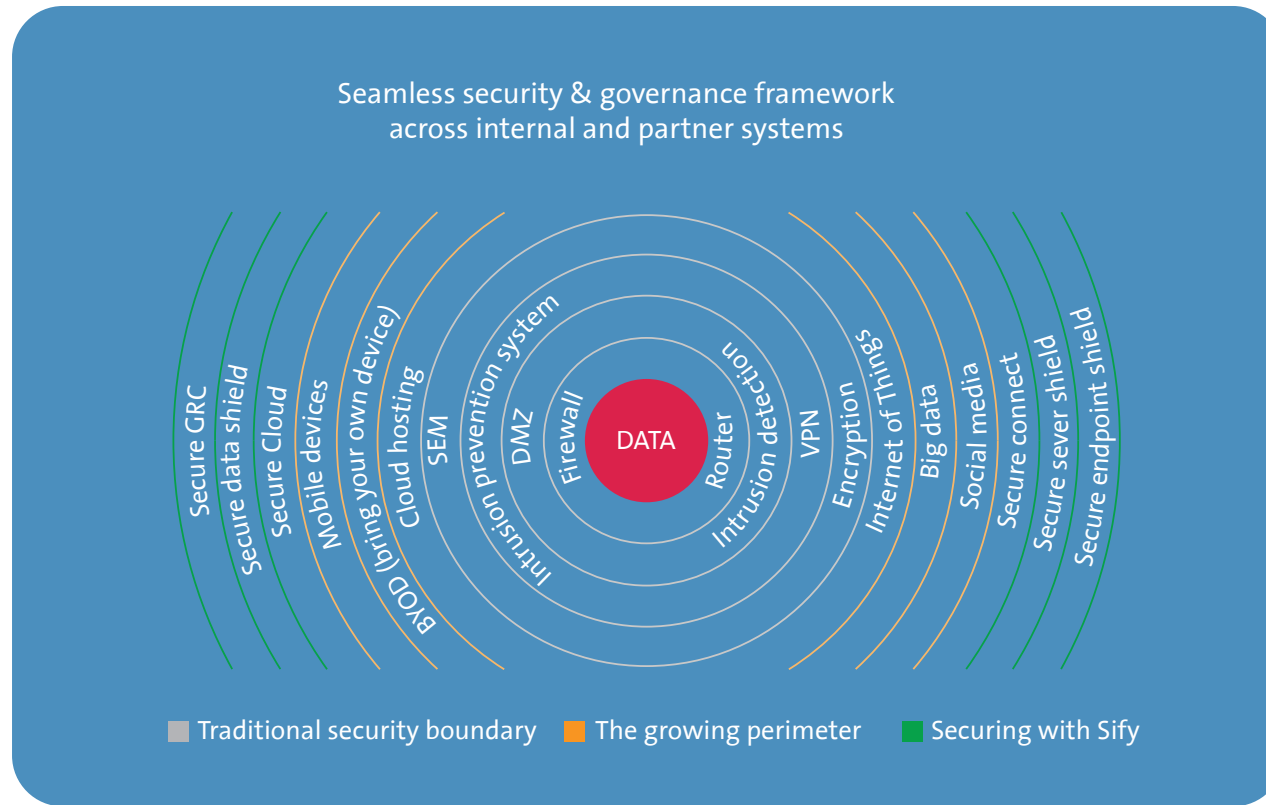 Seamless security & governance framework
across internal and partner systems
Secure GRC
Secure data shield
Secure Cloud
Mobile devices
BYOD (bring your own device)
Cloud hosting
SEM
Intrusion prevention system
DMZ
Firewall
DATA
Router
Intrusion detection
VPN
Encryption
Internet of Things
Big data
Social media
Secure connect
Secure sever shield
Secure endpoint shield
Traditional security boundary
The growing perimeter
Securing with Sify